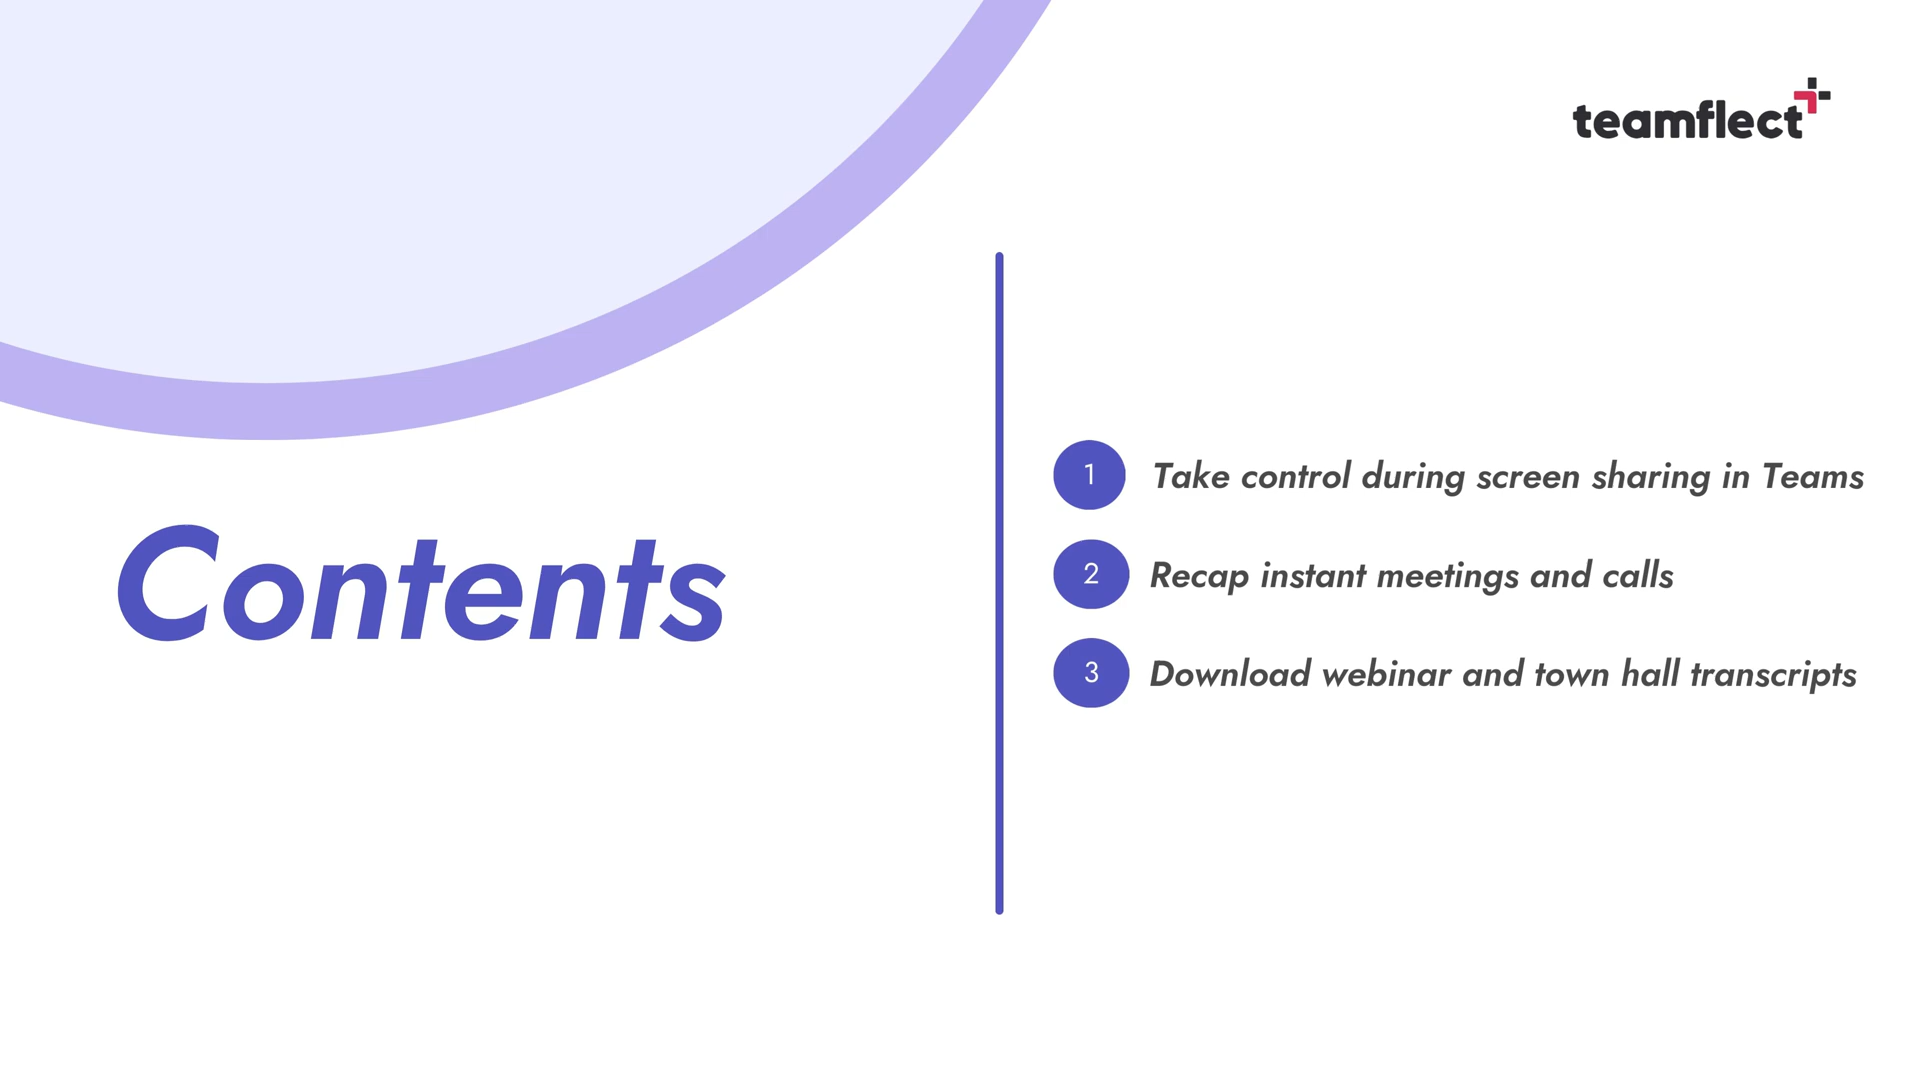 teamflect
Contents
1 Take control during screen sharing in Teams
2 Recap instant meetings and calls
3 Download webinar and town hall transcripts